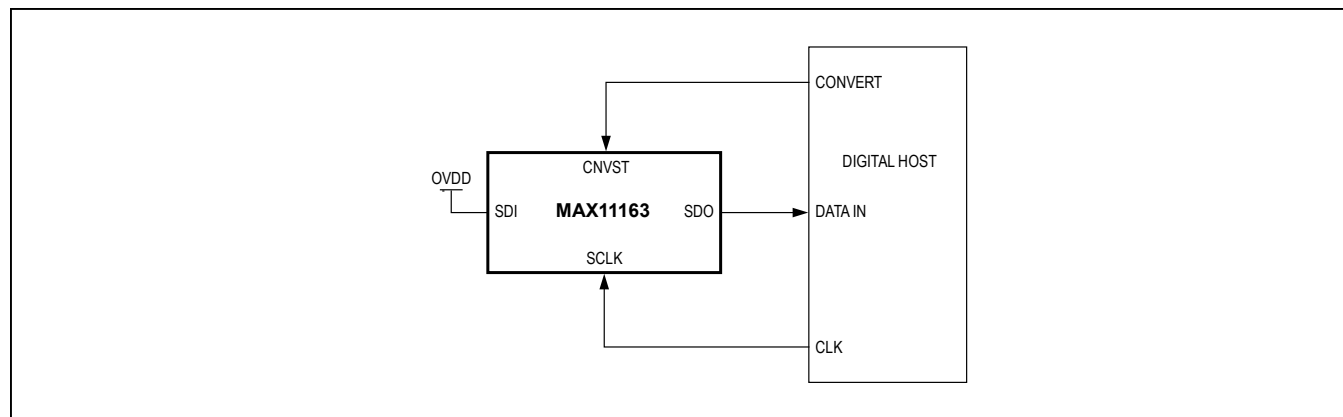 CONVERT
CNVST
DIGITAL HOST
OVDD
SDI
MAX11163
SDO
DATA IN
SCLK
CLK